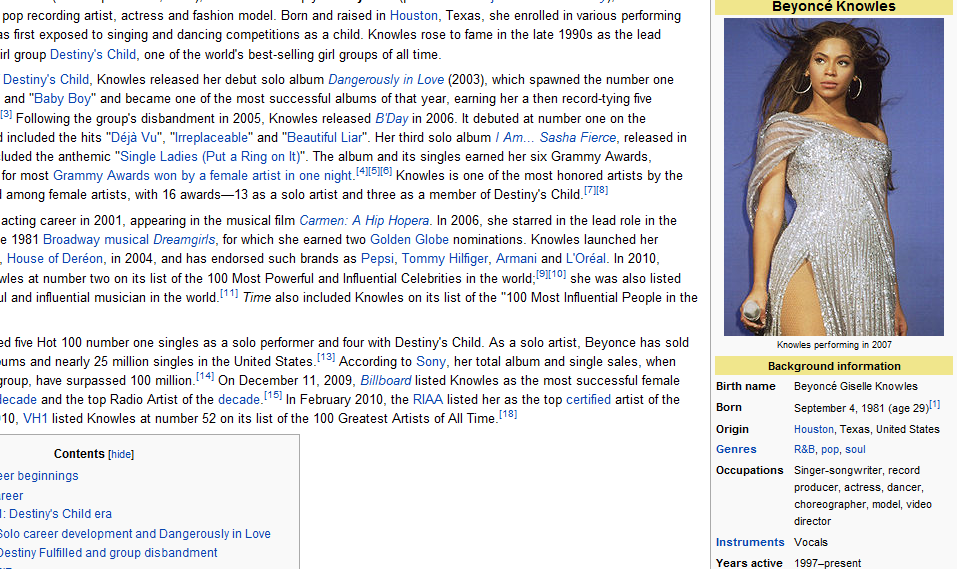 pop recording artist, actress and fashion model. Born and raised in Houston, Texas, she enrolled in various performing
as first exposed to singing and dancing competitions as a child. Knowles rose to fame in the late 1990s as the lead
irl group Destiny's Child, one of the world's best-selling girl groups of all time.
Destiny's Child, Knowles released her debut solo album Dangerously in Love (2003), which spawned the number one
and "Baby Boy" and became one of the most successful albums of that year, earning her a then record-tying five
[3] Following the group's disbandment in 2005, Knowles released B'Day in 2006. It debuted at number one on the
d included the hits "Déjà Vu", "Irreplaceable" and "Beautiful Liar". Her third solo album I Am... Sasha Fierce, released in
cluded the anthemic "Single Ladies (Put a Ring on It)". The album and its singles earned her six Grammy Awards,
for most Grammy Awards won by a female artist in one night.[4][5][6] Knowles is one of the most honored artists by the
l among female artists, with 16 awards—13 as a solo artist and three as a member of Destiny's Child.[7][8]
acting career in 2001, appearing in the musical film Carmen: A Hip Hopera. In 2006, she starred in the lead role in the
e 1981 Broadway musical Dreamgirls, for which she earned two Golden Globe nominations. Knowles launched her
, House of Deréon, in 2004, and has endorsed such brands as Pepsi, Tommy Hilfiger, Armani and L'Oréal. In 2010,
wles at number two on its list of the 100 Most Powerful and Influential Celebrities in the world;[9][10] she was also listed
ul and influential musician in the world.[11] Time also included Knowles on its list of the "100 Most Influential People in the
ed five Hot 100 number one singles as a solo performer and four with Destiny's Child. As a solo artist, Beyonce has sold
bums and nearly 25 million singles in the United States.[13] According to Sony, her total album and single sales, when
group, have surpassed 100 million.[14] On December 11, 2009, Billboard listed Knowles as the most successful female
decade and the top Radio Artist of the decade.[15] In February 2010, the RIAA listed her as the top certified artist of the
010, VH1 listed Knowles at number 52 on its list of the 100 Greatest Artists of All Time.[18]
Contents [hide]
eer beginnings
areer
1: Destiny's Child era
Solo career development and Dangerously in Love
Destiny Fulfilled and group disbandment
Beyoncé Knowles
Knowles performing in 2007
Background information
Birth name Beyoncé Giselle Knowles
Born September 4, 1981 (age 29)[1]
Origin Houston, Texas, United States
Genres R&B, pop, soul
Occupations Singer-songwriter, record
producer, actress, dancer,
choreographer, model, video
director
Instruments Vocals
Years active 1997–present